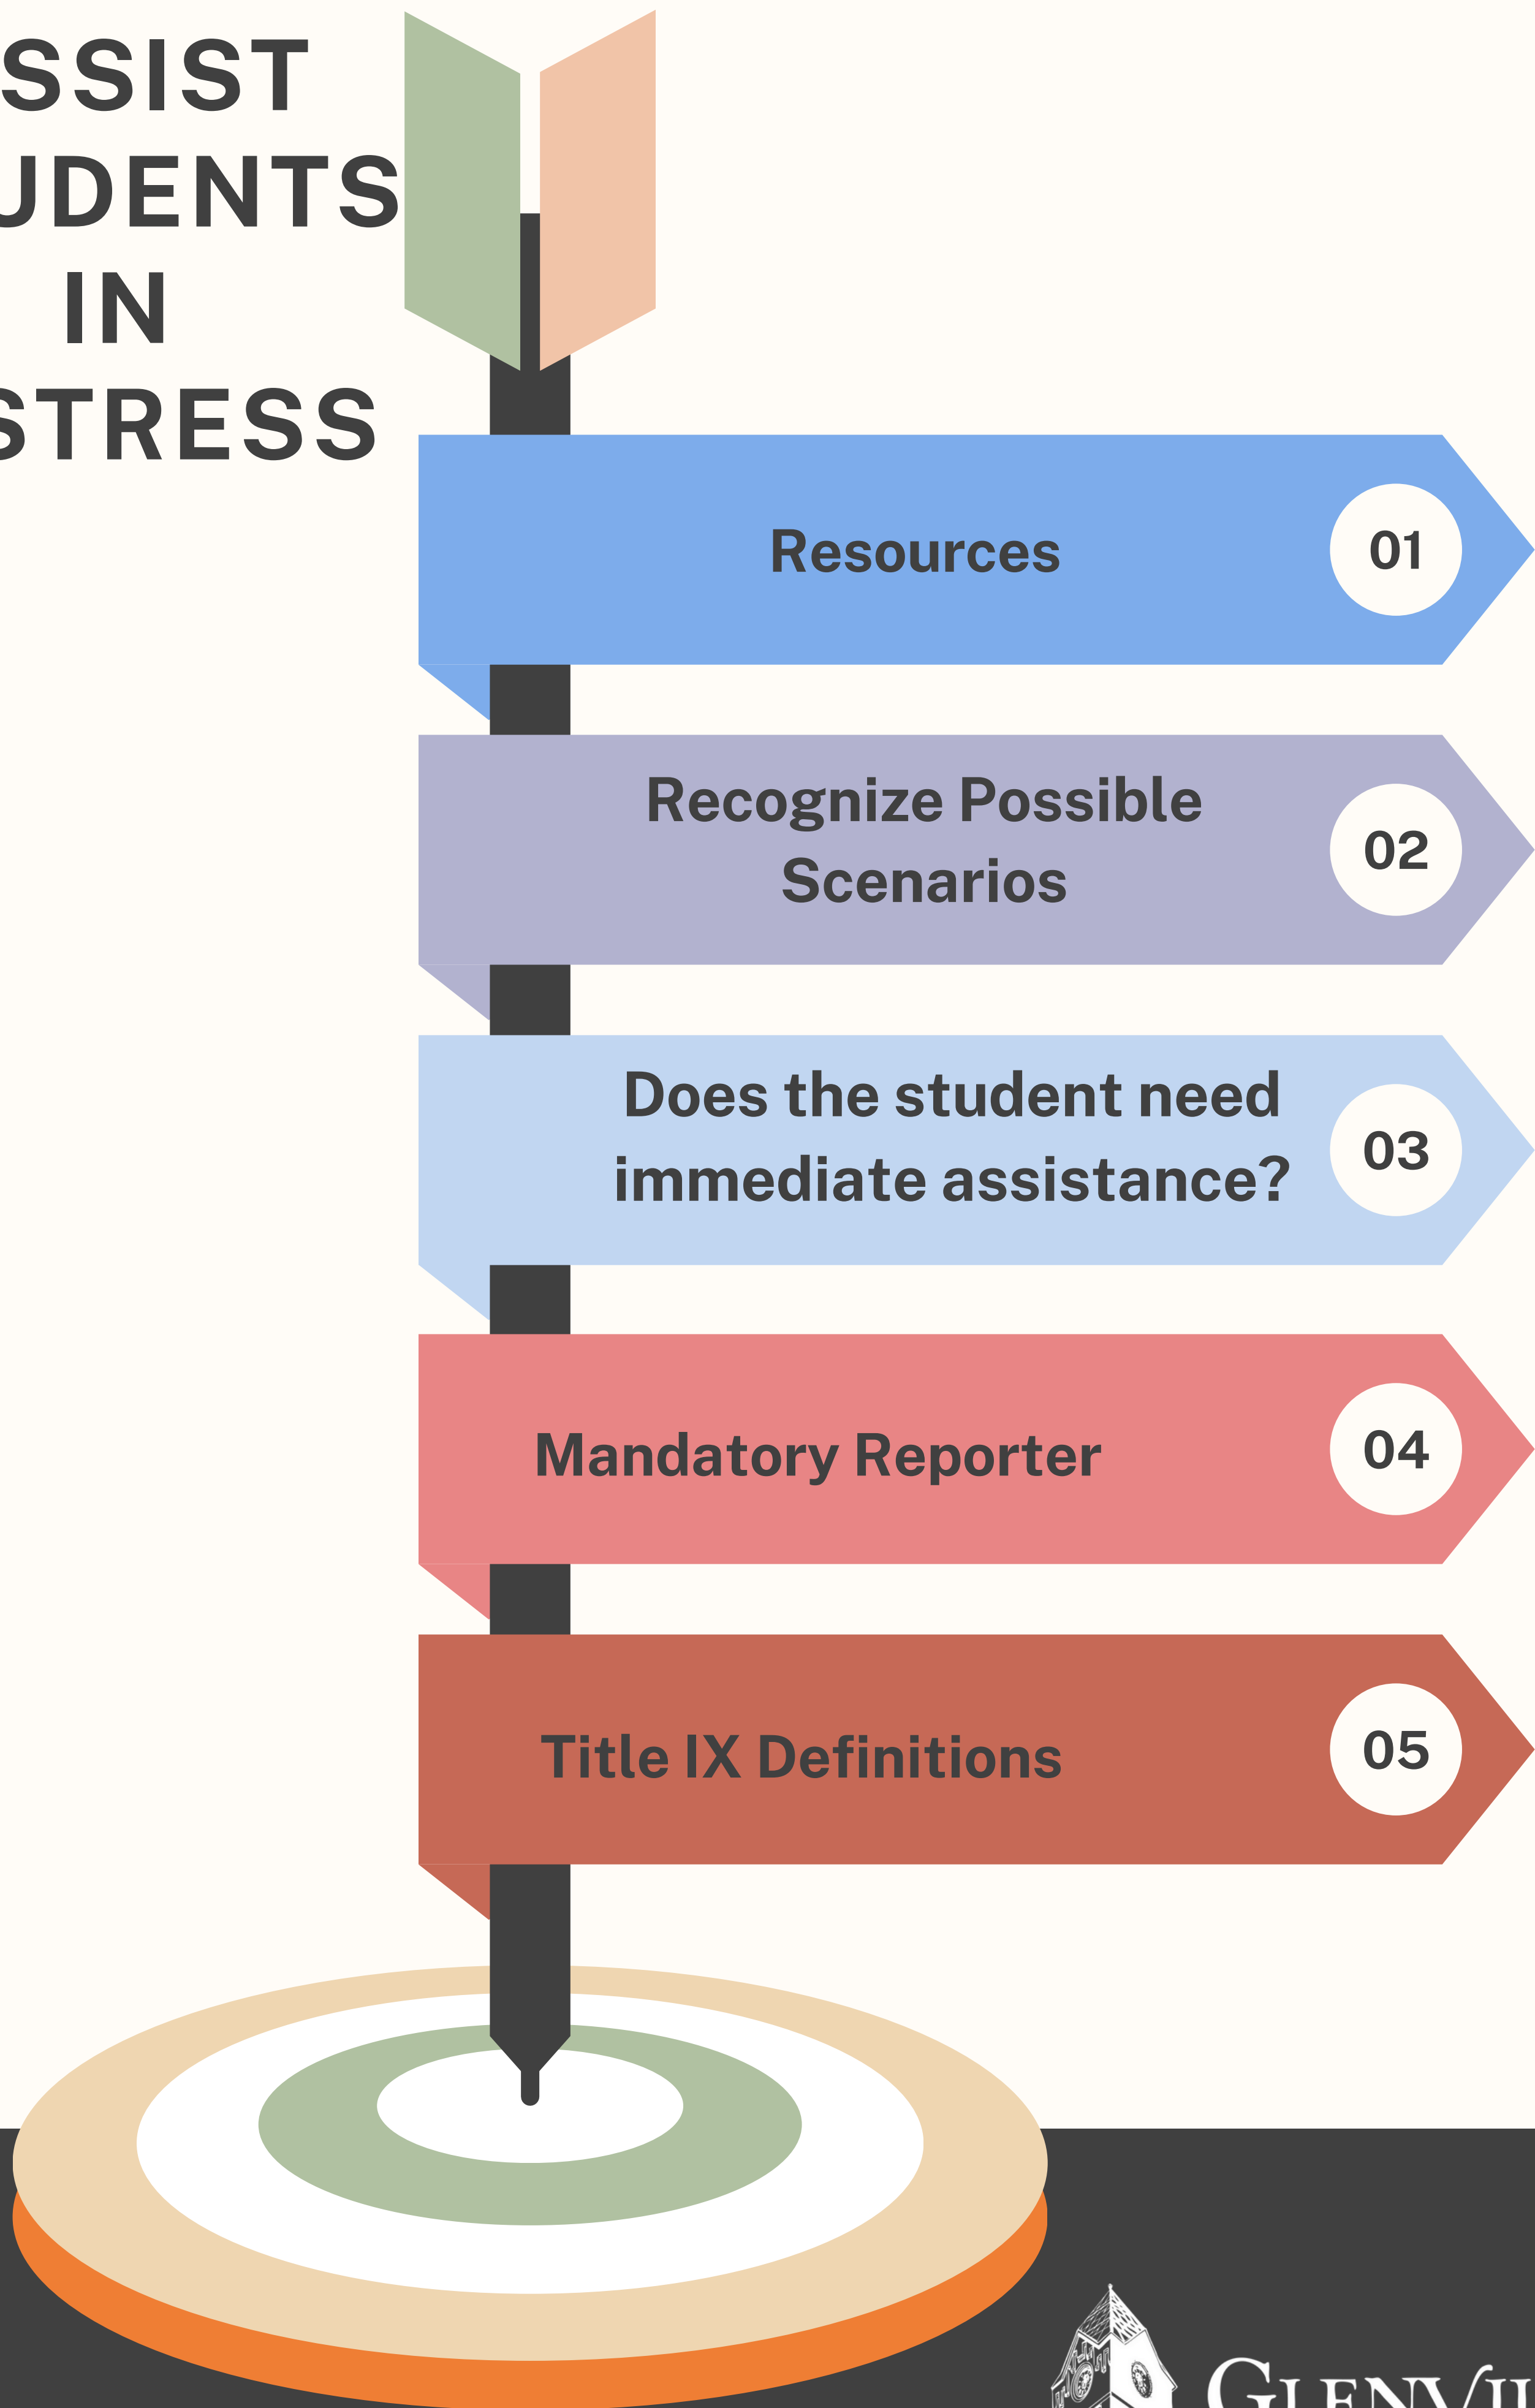 SSIST
UDENTS
IN
STRESS
Resources
01
Recognize Possible
Scenarios
02
Does the student need
immediate assistance?
03
Mandatory Reporter
04
Title IX Definitions
05